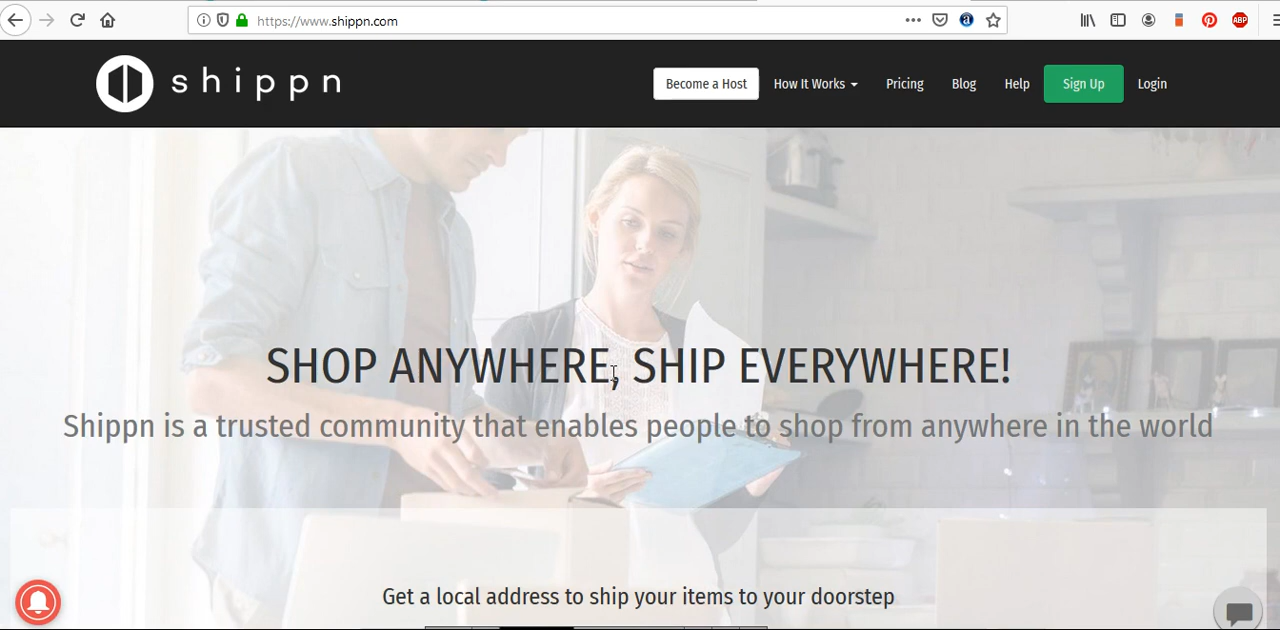 https://www.shippn.com
ABP
shippn
Become a Host How It Works Pricing Blog Help Sign Up Login
SHOP ANYWHERE, SHIP EVERYWHERE!
Shippn is a trusted community that enables people to shop from anywhere in the world
Get a local address to ship your items to your doorstep